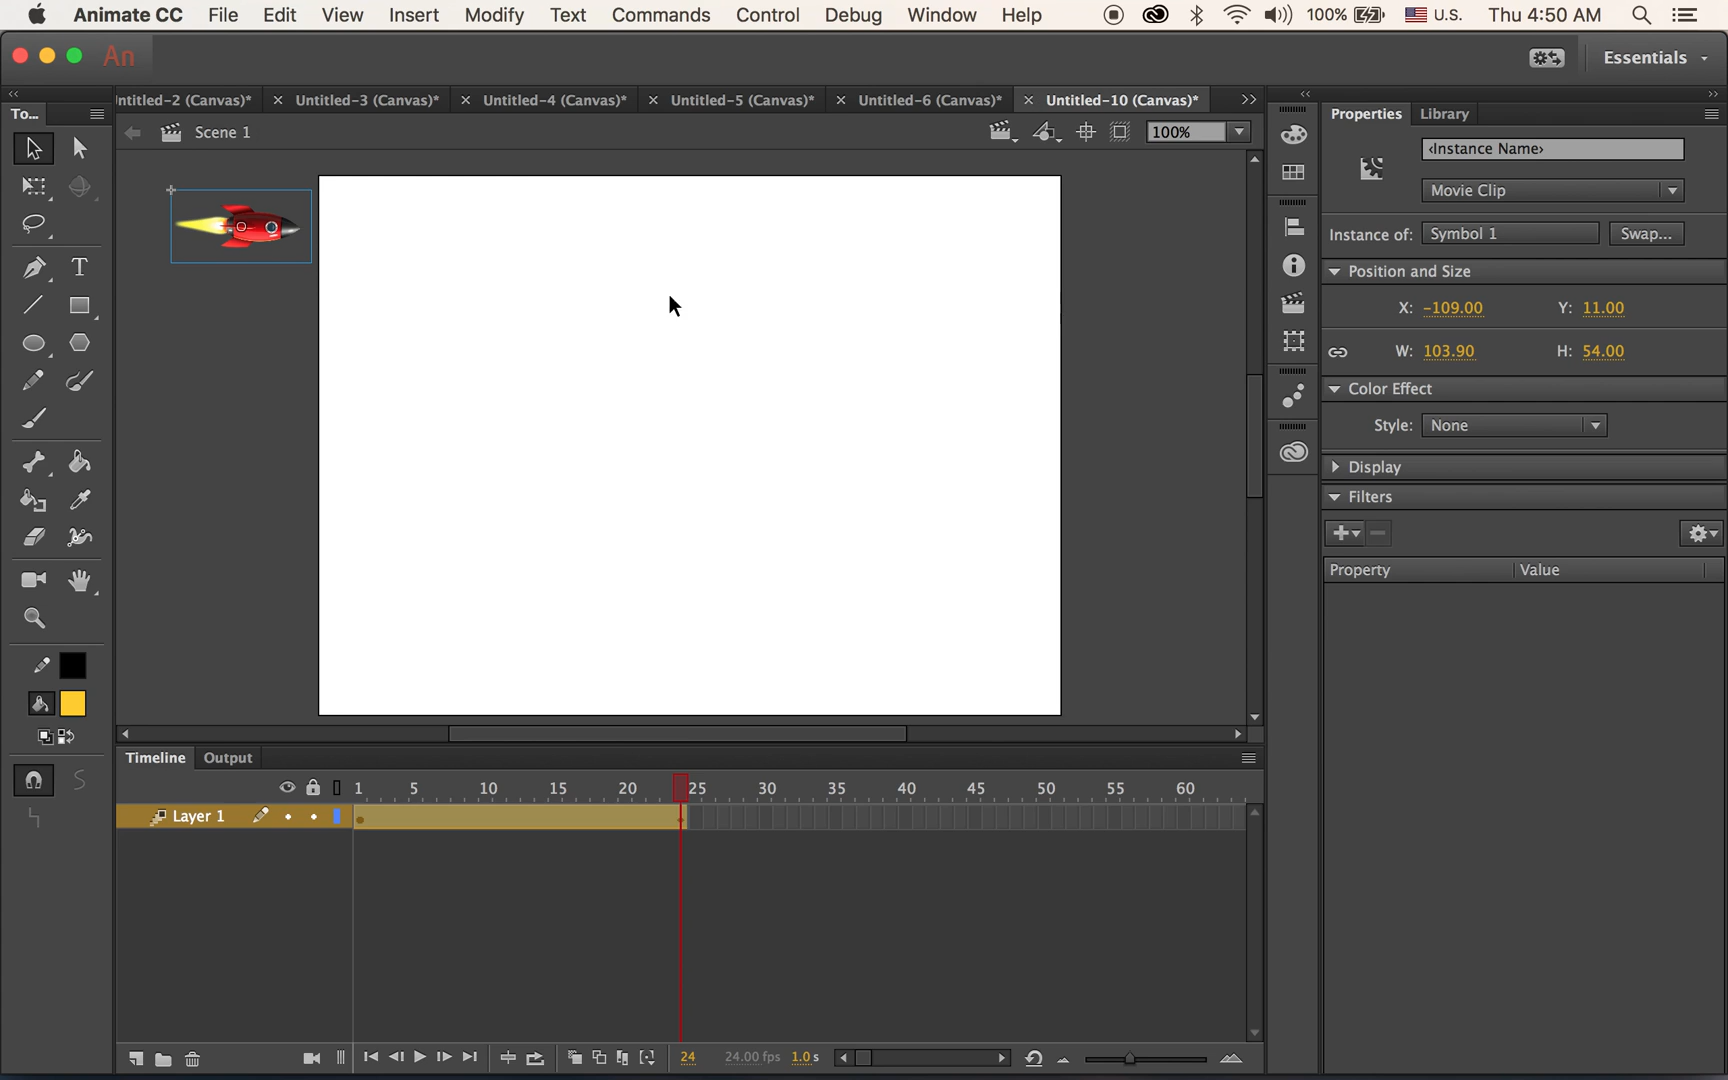 Animate CC File Edit View Insert Modify Text Commands Control Debug Window Help 100% U.S. Thu 4:50 AM
An Essentials
ntitled-2 (Canvas)* Untitled-3 (Canvas)* Untitled-4 (Canvas)* Untitled-5 (Canvas)* Untitled-6 (Canvas)* Untitled-10 (Canvas)*
To...
Scene 1 100%
Properties Library
<Instance Name>
Movie Clip
Instance of: Symbol 1 Swap...
Position and Size
X: -109.00 Y: 11.00
W: 103.90 H: 54.00
Color Effect
Style: None
Display
Filters
Property Value
Timeline Output
1 5 10 15 20 25 30 35 40 45 50 55 60
Layer 1
24 24.00 fps 1.0 s